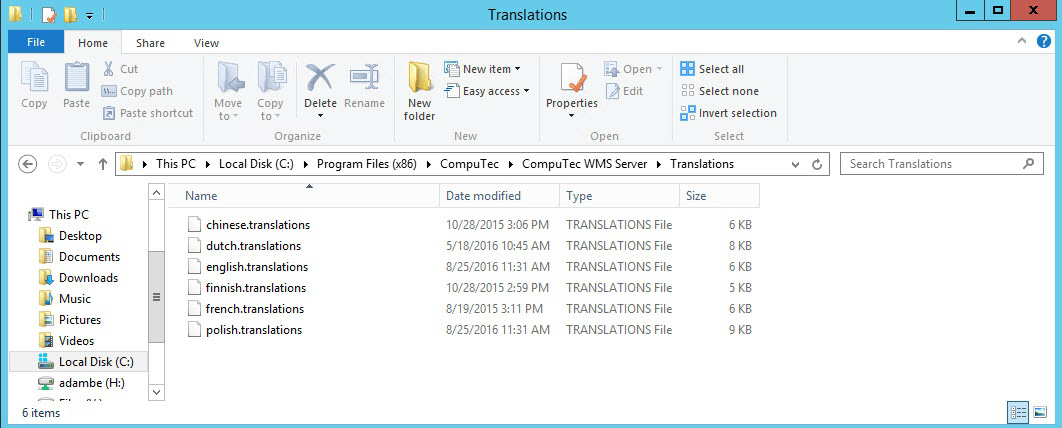 Translations
File Home Share View
Copy
Paste
Cut
Copy path
Paste shortcut
Clipboard
Move to
Copy to
Delete
Rename
Organize
New folder
New item
Easy access
New
Properties
Open
Edit
Open
Select all
Select none
Invert selection
Select
This PC Local Disk (C:) Program Files (x86) CompuTec CompuTec WMS Server Translations
Search Translations
This PC
Desktop
Documents
Downloads
Music
Pictures
Videos
Local Disk (C:)
adambe (H:)
Name Date modified Type Size
chinese.translations 10/28/2015 3:06 PM TRANSLATIONS File 6 KB
dutch.translations 5/18/2016 10:45 AM TRANSLATIONS File 8 KB
english.translations 8/25/2016 11:31 AM TRANSLATIONS File 6 KB
finnish.translations 10/28/2015 2:59 PM TRANSLATIONS File 5 KB
french.translations 8/19/2015 3:11 PM TRANSLATIONS File 6 KB
polish.translations 8/25/2016 11:31 AM TRANSLATIONS File 9 KB
6 items